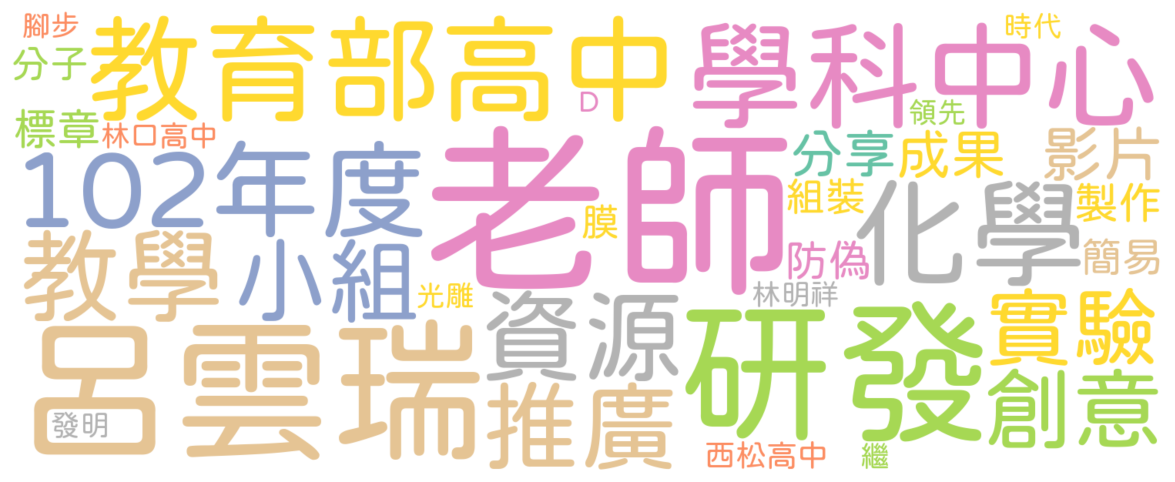 腳步
教育部高中
學科中心
時代
分子
D
領先
標章
林口高中
102年度
老師
分享
成果
影片
組裝
化學
製作
膜
教學
小組
防偽
簡易
光雕
林明祥
資源
研發
實驗
呂雲瑞
推廣
創意
發明
西松高中
繼